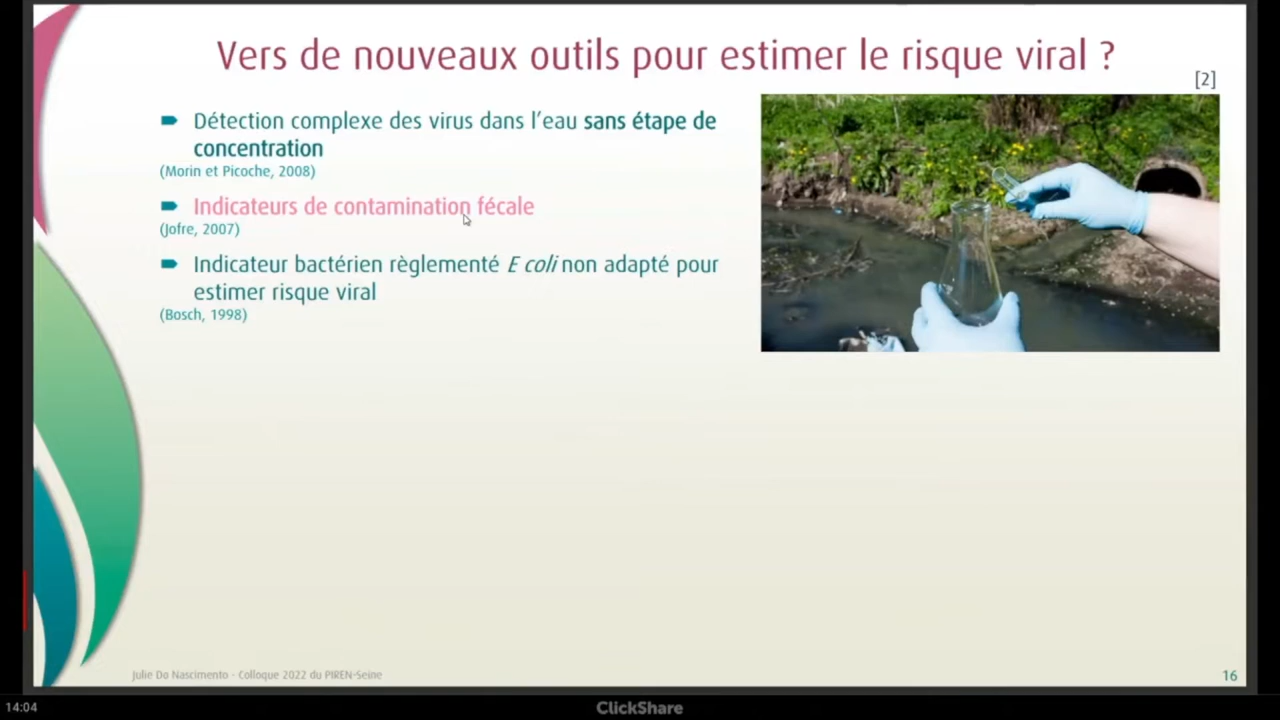 Vers de nouveaux outils pour estimer le risque viral ?
[2]
Détection complexe des virus dans l'eau sans étape de
concentration
(Morin et Picoche, 2008)
Indicateurs de contamination fécale
(Jofre, 2007)
Indicateur bactérien règlementé E coli non adapté pour
estimer risque viral
(Bosch, 1998)
Julie Do Nascimento - Colloque 2022 du PIREN-Seine
16
14:04
ClickShare